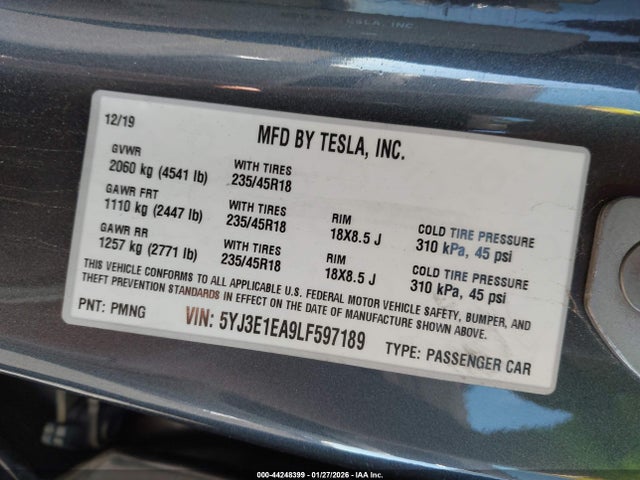 TESLA, INC
12/19
MFD BY TESLA, INC.
GVWR
2060 kg (4541 lb)
WITH TIRES
235/45R18
GAWR FRT
1110 kg (2447 lb)
WITH TIRES
235/45R18
RIM
18X8.5 J
COLD TIRE PRESSURE
310 kPa, 45 psi
GAWR RR
1257 kg (2771 lb)
WITH TIRES
235/45R18
RIM
18X8.5 J
COLD TIRE PRESSURE
310 kPa, 45 psi
THIS VEHICLE CONFORMS TO ALL APPLICABLE U.S. FEDERAL MOTOR VEHICLE SAFETY, BUMPER, AND
THEFT PREVENTION STANDARDS IN EFFECT ON THE DATE OF MANUFACTURE SHOWN ABOVE.
PNT: PMNG
VIN: 5YJ3E1EA9LF597189
TYPE: PASSENGER CAR
000-44248399 - 01/27/2026 - IAA Inc.